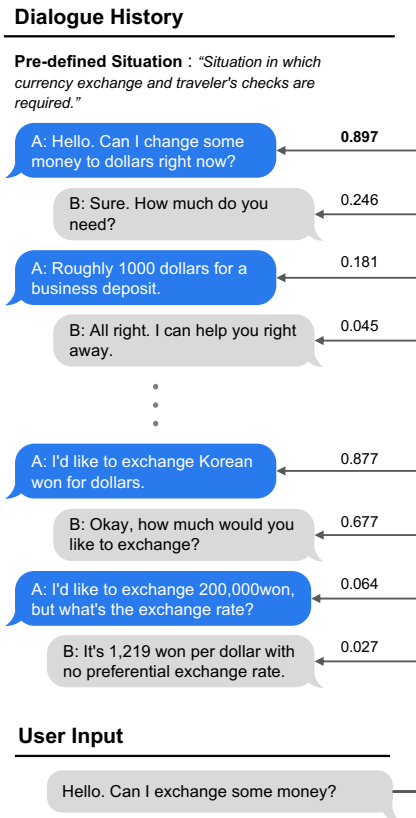 Dialogue History
Pre-defined Situation : “Situation in which
currency exchange and traveler's checks are
required.”
A: Hello. Can I change some
money to dollars right now?
0.897
B: Sure. How much do you
need?
0.246
A: Roughly 1000 dollars for a
business deposit.
0.181
B: All right. I can help you right
away.
0.045
A: I'd like to exchange Korean
won for dollars.
0.877
B: Okay, how much would you
like to exchange?
0.677
A: I'd like to exchange 200,000won,
but what's the exchange rate?
0.064
B: It's 1,219 won per dollar with
no preferential exchange rate.
0.027
User Input
Hello. Can I exchange some money?